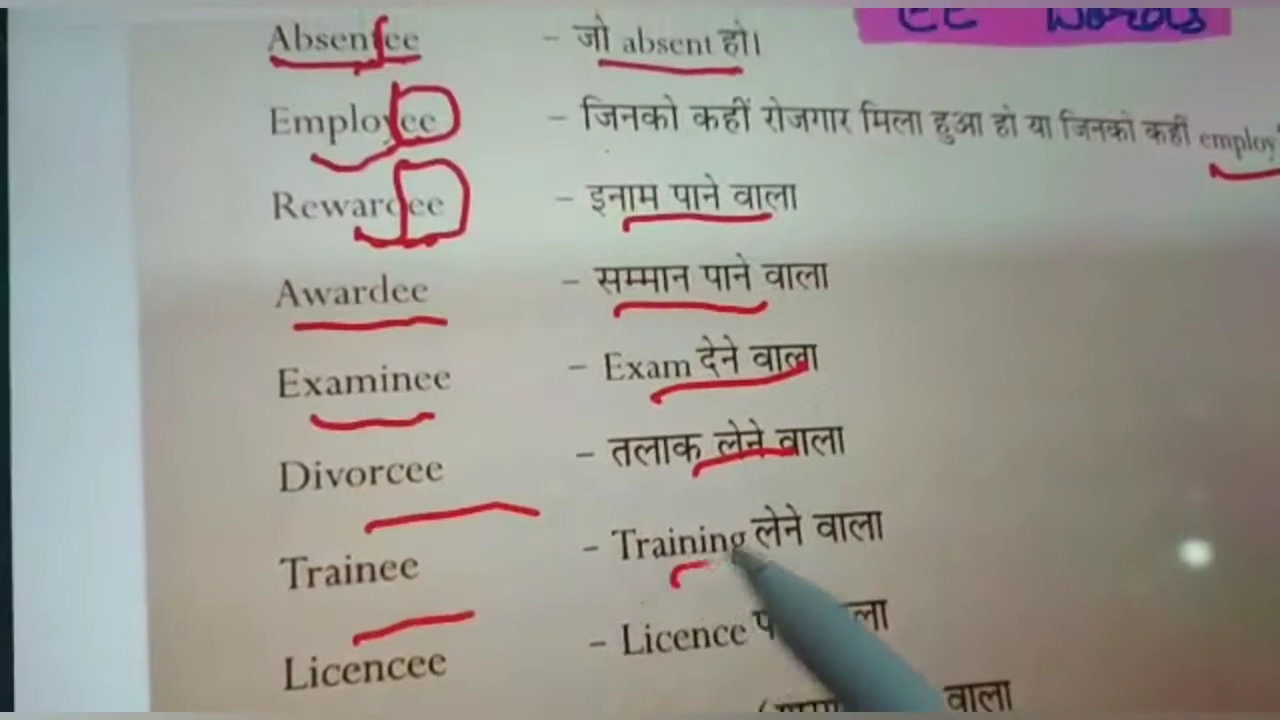 EE Words
Absentee - जो absent हो।
Employee - जिनको कहीं रोजगार मिला हुआ हो या जिनको कहीं employ
Rewardee - इनाम पाने वाला
Awardee - सम्मान पाने वाला
Examinee - Exam देने वाला
Divorcee - तलाक लेने वाला
Trainee - Training लेने वाला
Licencee - Licence
वाला